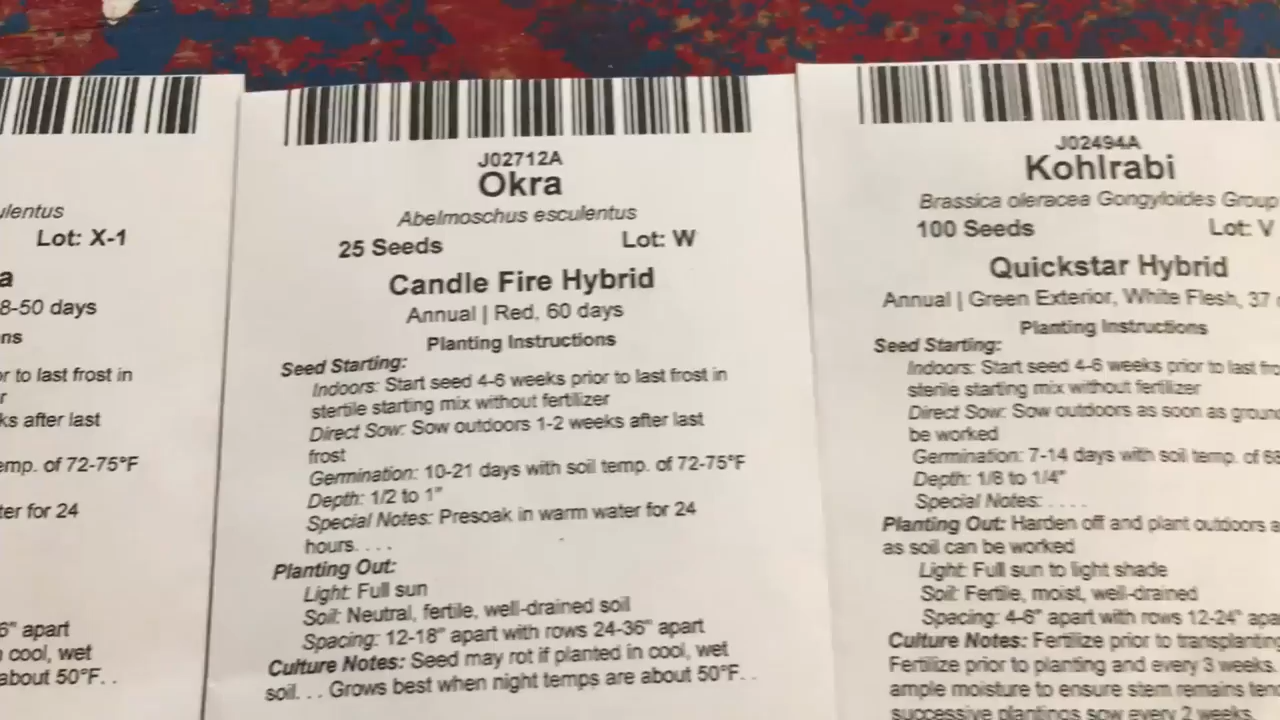 ulentus
Lot: X-1
a
8-50 days
ns
r to last frost in
r
ks after last
emp. of 72-75°F
ter for 24
6" apart
cool, wet
about 50°F. .
J02712A
Okra
Abelmoschus esculentus
25 Seeds Lot: W
Candle Fire Hybrid
Annual | Red, 60 days
Planting Instructions
Seed Starting:
Indoors: Start seed 4-6 weeks prior to last frost in
sterile starting mix without fertilizer
Direct Sow: Sow outdoors 1-2 weeks after last
frost
Germination: 10-21 days with soil temp. of 72-75°F
Depth: 1/2 to 1"
Special Notes: Presoak in warm water for 24
hours. . . .
Planting Out:
Light: Full sun
Soil: Neutral, fertile, well-drained soil
Spacing: 12-18" apart with rows 24-36" apart
Culture Notes: Seed may rot if planted in cool, wet
soil. . . Grows best when night temps are about 50°F. .
J02494A
Kohlrabi
Brassica oleracea Gongyloides Group
100 Seeds Lot: V
Quickstar Hybrid
Annual | Green Exterior, White Flesh, 37
Planting Instructions
Seed Starting:
Indoors: Start seed 4-6 weeks prior to last fro
sterile starting mix without fertilizer
Direct Sow: Sow outdoors as soon as ground
be worked
Germination: 7-14 days with soil temp. of 68
Depth: 1/8 to 1/4"
Special Notes: . . . . .
Planting Out: Harden off and plant outdoors a
as soil can be worked
Light: Full sun to light shade
Soil: Fertile, moist, well-drained
Spacing: 4-6" apart with rows 12-24" apa
Culture Notes: Fertilize prior to transplanting
Fertilize prior to planting and every 3 weeks.
ample moisture to ensure stem remains tend
successive plantings sow every 2 weeks.